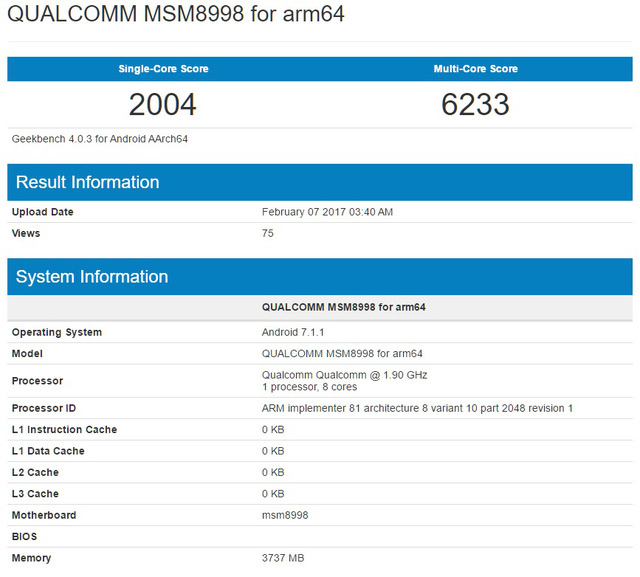 QUALCOMM MSM8998 for arm64
Single-Core Score Multi-Core Score
2004 6233
Geekbench 4.0.3 for Android AArch64
Result Information
Upload Date February 07 2017 03:40 AM
Views 75
System Information
QUALCOMM MSM8998 for arm64
Operating System Android 7.1.1
Model QUALCOMM MSM8998 for arm64
Processor Qualcomm Qualcomm @ 1.90 GHz
1 processor, 8 cores
Processor ID ARM implementer 81 architecture 8 variant 10 part 2048 revision 1
L1 Instruction Cache 0 KB
L1 Data Cache 0 KB
L2 Cache 0 KB
L3 Cache 0 KB
Motherboard msm8998
BIOS
Memory 3737 MB